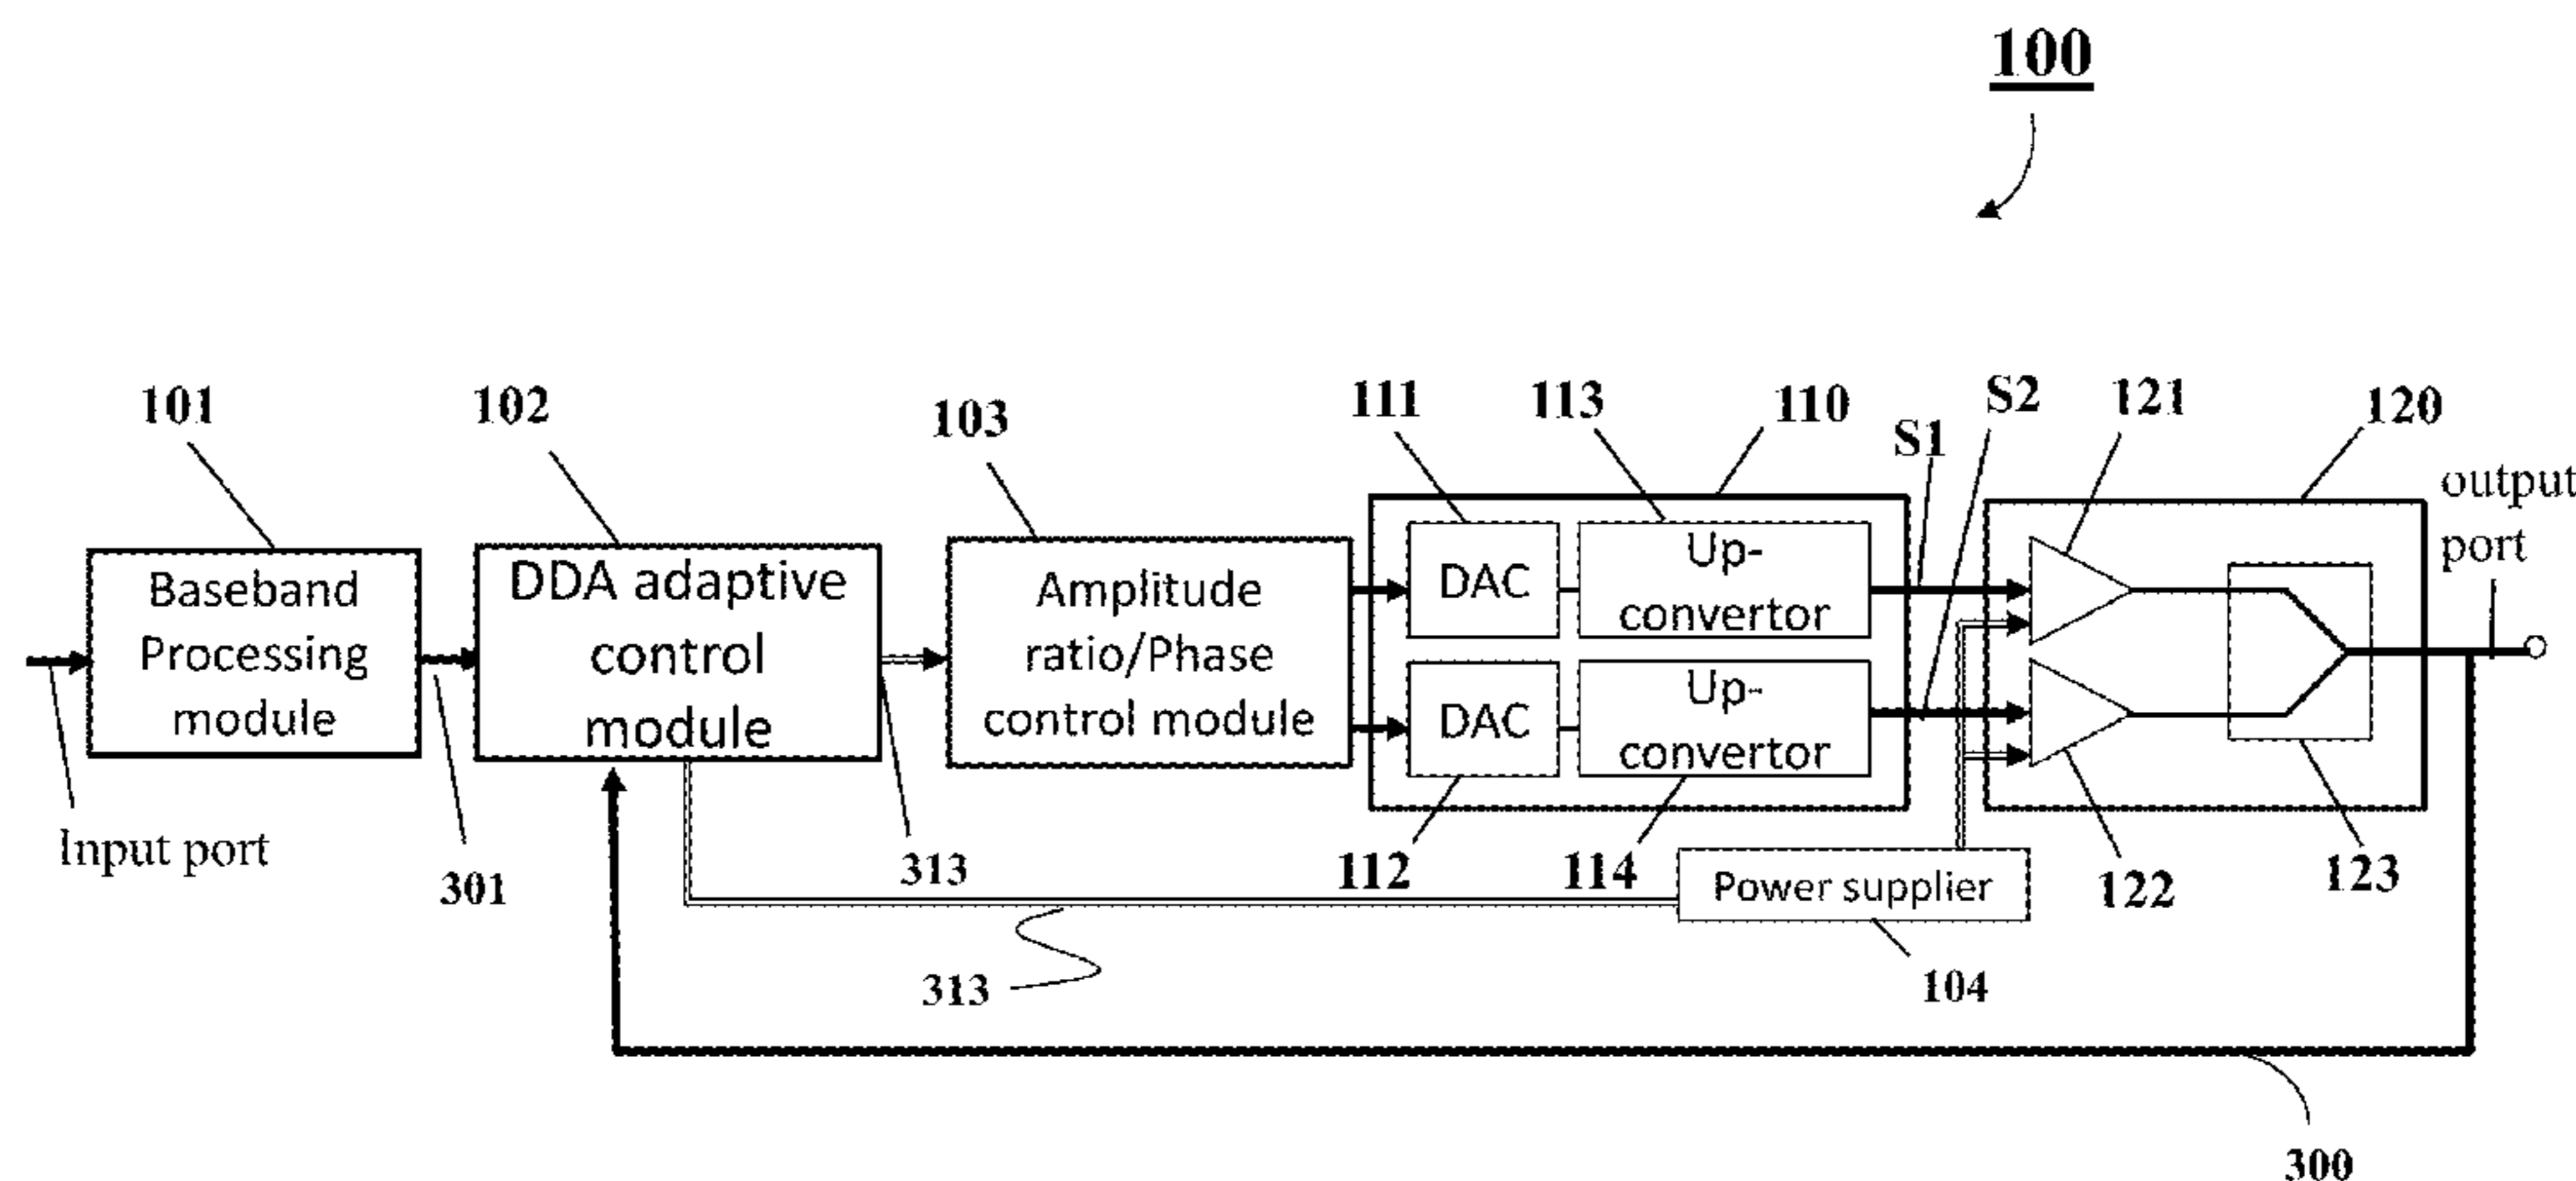 100
101
102
103
111
113
110
S1
S2
121
120
output
port
Baseband
Processing
module
DDA adaptive
control
module
Amplitude
ratio/Phase
control module
DAC
Up-
convertor
DAC
Up-
convertor
Input port
301
313
112
114
Power supplier
122
123
313
104
300